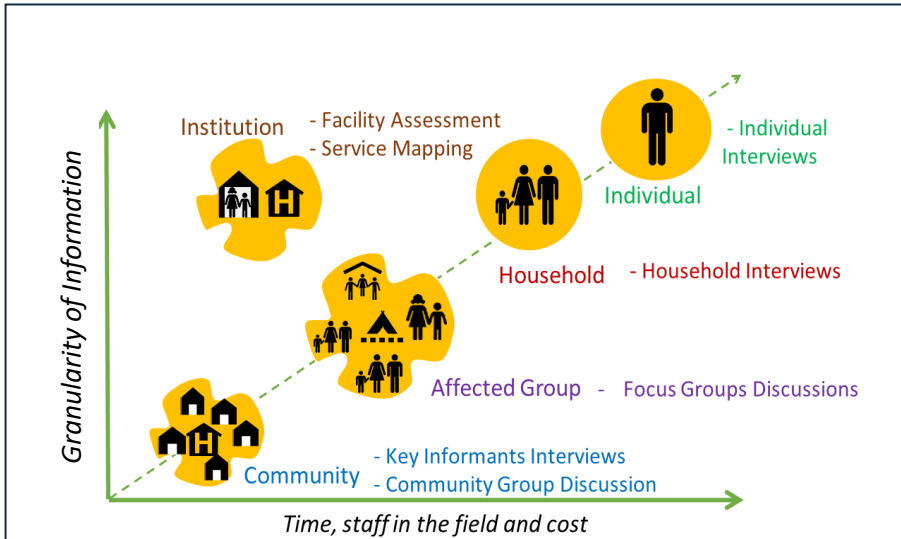 Institution
- Facility Assessment
- Service Mapping
- Individual
Interviews
Individual
Household
- Household Interviews
Affected Group
- Focus Groups Discussions
Community
- Key Informants Interviews
- Community Group Discussion
Granularity of Information
Time, staff in the field and cost
H
H